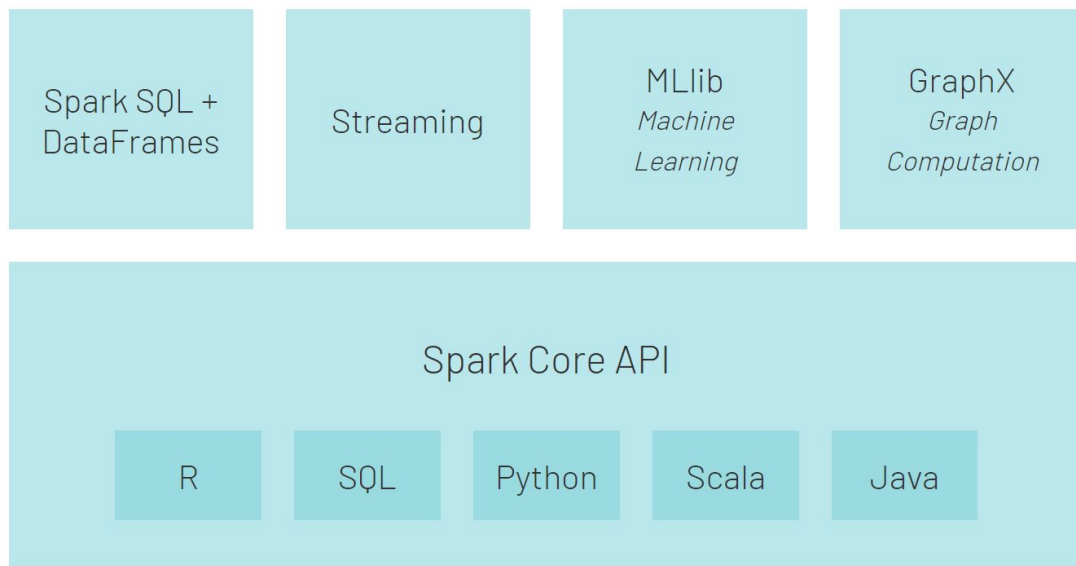 Spark SQL +
DataFrames
Streaming
MLlib
Machine
Learning
GraphX
Graph
Computation
Spark Core API
R
SQL
Python
Scala
Java